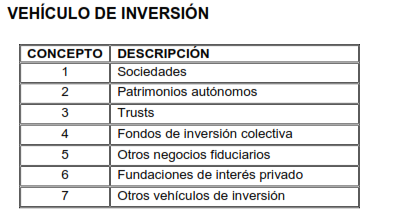 VEHÍCULO DE INVERSIÓN
CONCEPTO DESCRIPCIÓN
1 Sociedades
2 Patrimonios autónomos
3 Trusts
4 Fondos de inversión colectiva
5 Otros negocios fiduciarios
6 Fundaciones de interés privado
7 Otros vehículos de inversión